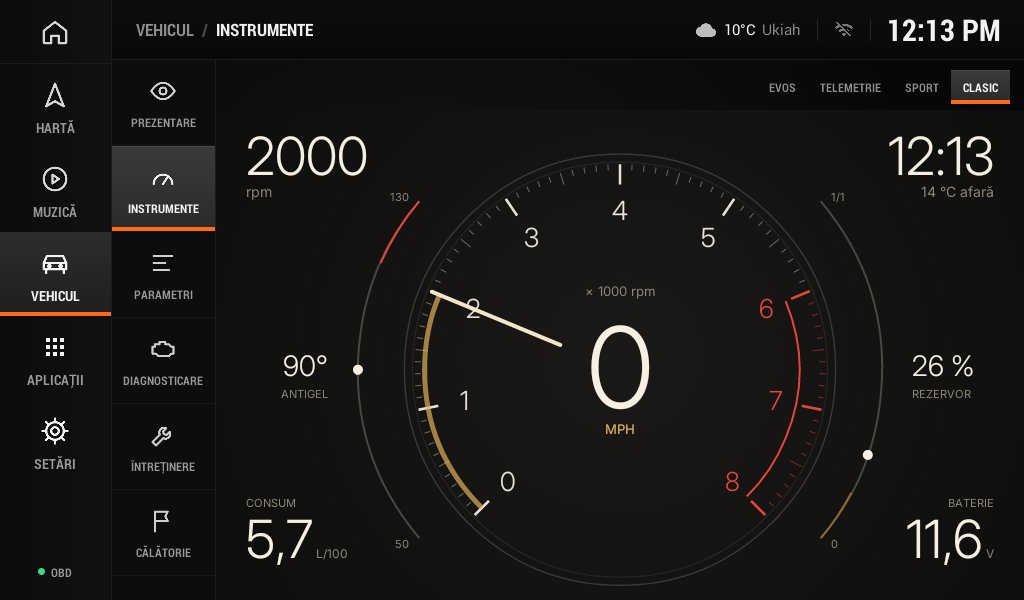 VEHICUL / INSTRUMENTE
10°C Ukiah
12:13 PM
HARTĂ
MUZICĂ
VEHICUL
APLICAȚII
SETĂRI
OBD
PREZENTARE
INSTRUMENTE
PARAMETRI
DIAGNOSTICARE
ÎNTREȚINERE
CĂLĂTORIE
EVOS TELEMETRIE SPORT CLASIC
2000
rpm
12:13
14 °C afară
130
1/1
4
3 5
× 1000 rpm
2 6
0
MPH
90°
ANTIGEL
26 %
REZERVOR
1 7
0 8
CONSUM
5,7 L/100
50
0
BATERIE
11,6 V